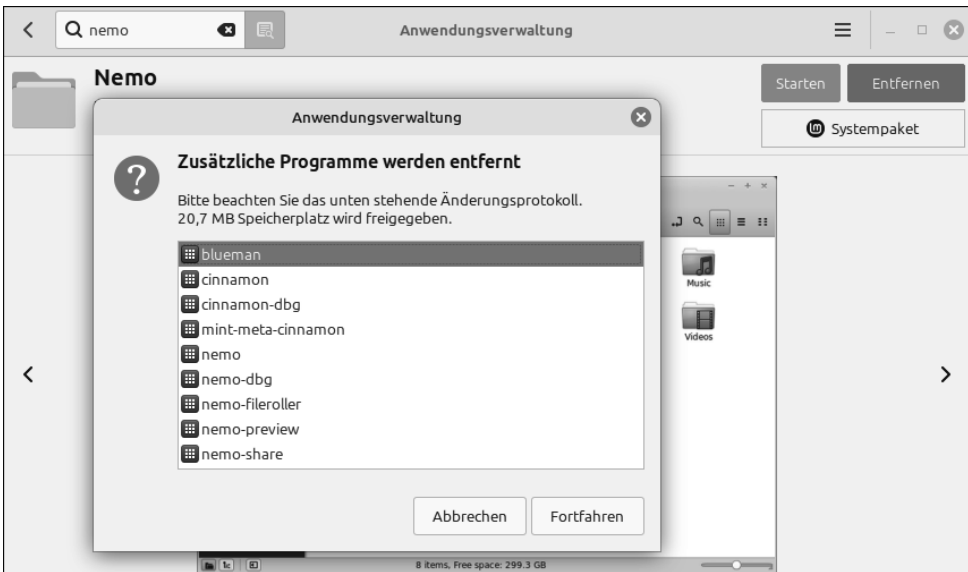 nemo
Anwendungsverwaltung
Nemo
Starten
Entfernen
Systempaket
Anwendungsverwaltung
Zusätzliche Programme werden entfernt
Bitte beachten Sie das unten stehende Änderungsprotokoll.
20,7 MB Speicherplatz wird freigegeben.
blueman
cinnamon
cinnamon-dbg
mint-meta-cinnamon
nemo
nemo-dbg
nemo-fileroller
nemo-preview
nemo-share
Abbrechen
Fortfahren
Music
Videos
8 items, Free space: 299.3 GB